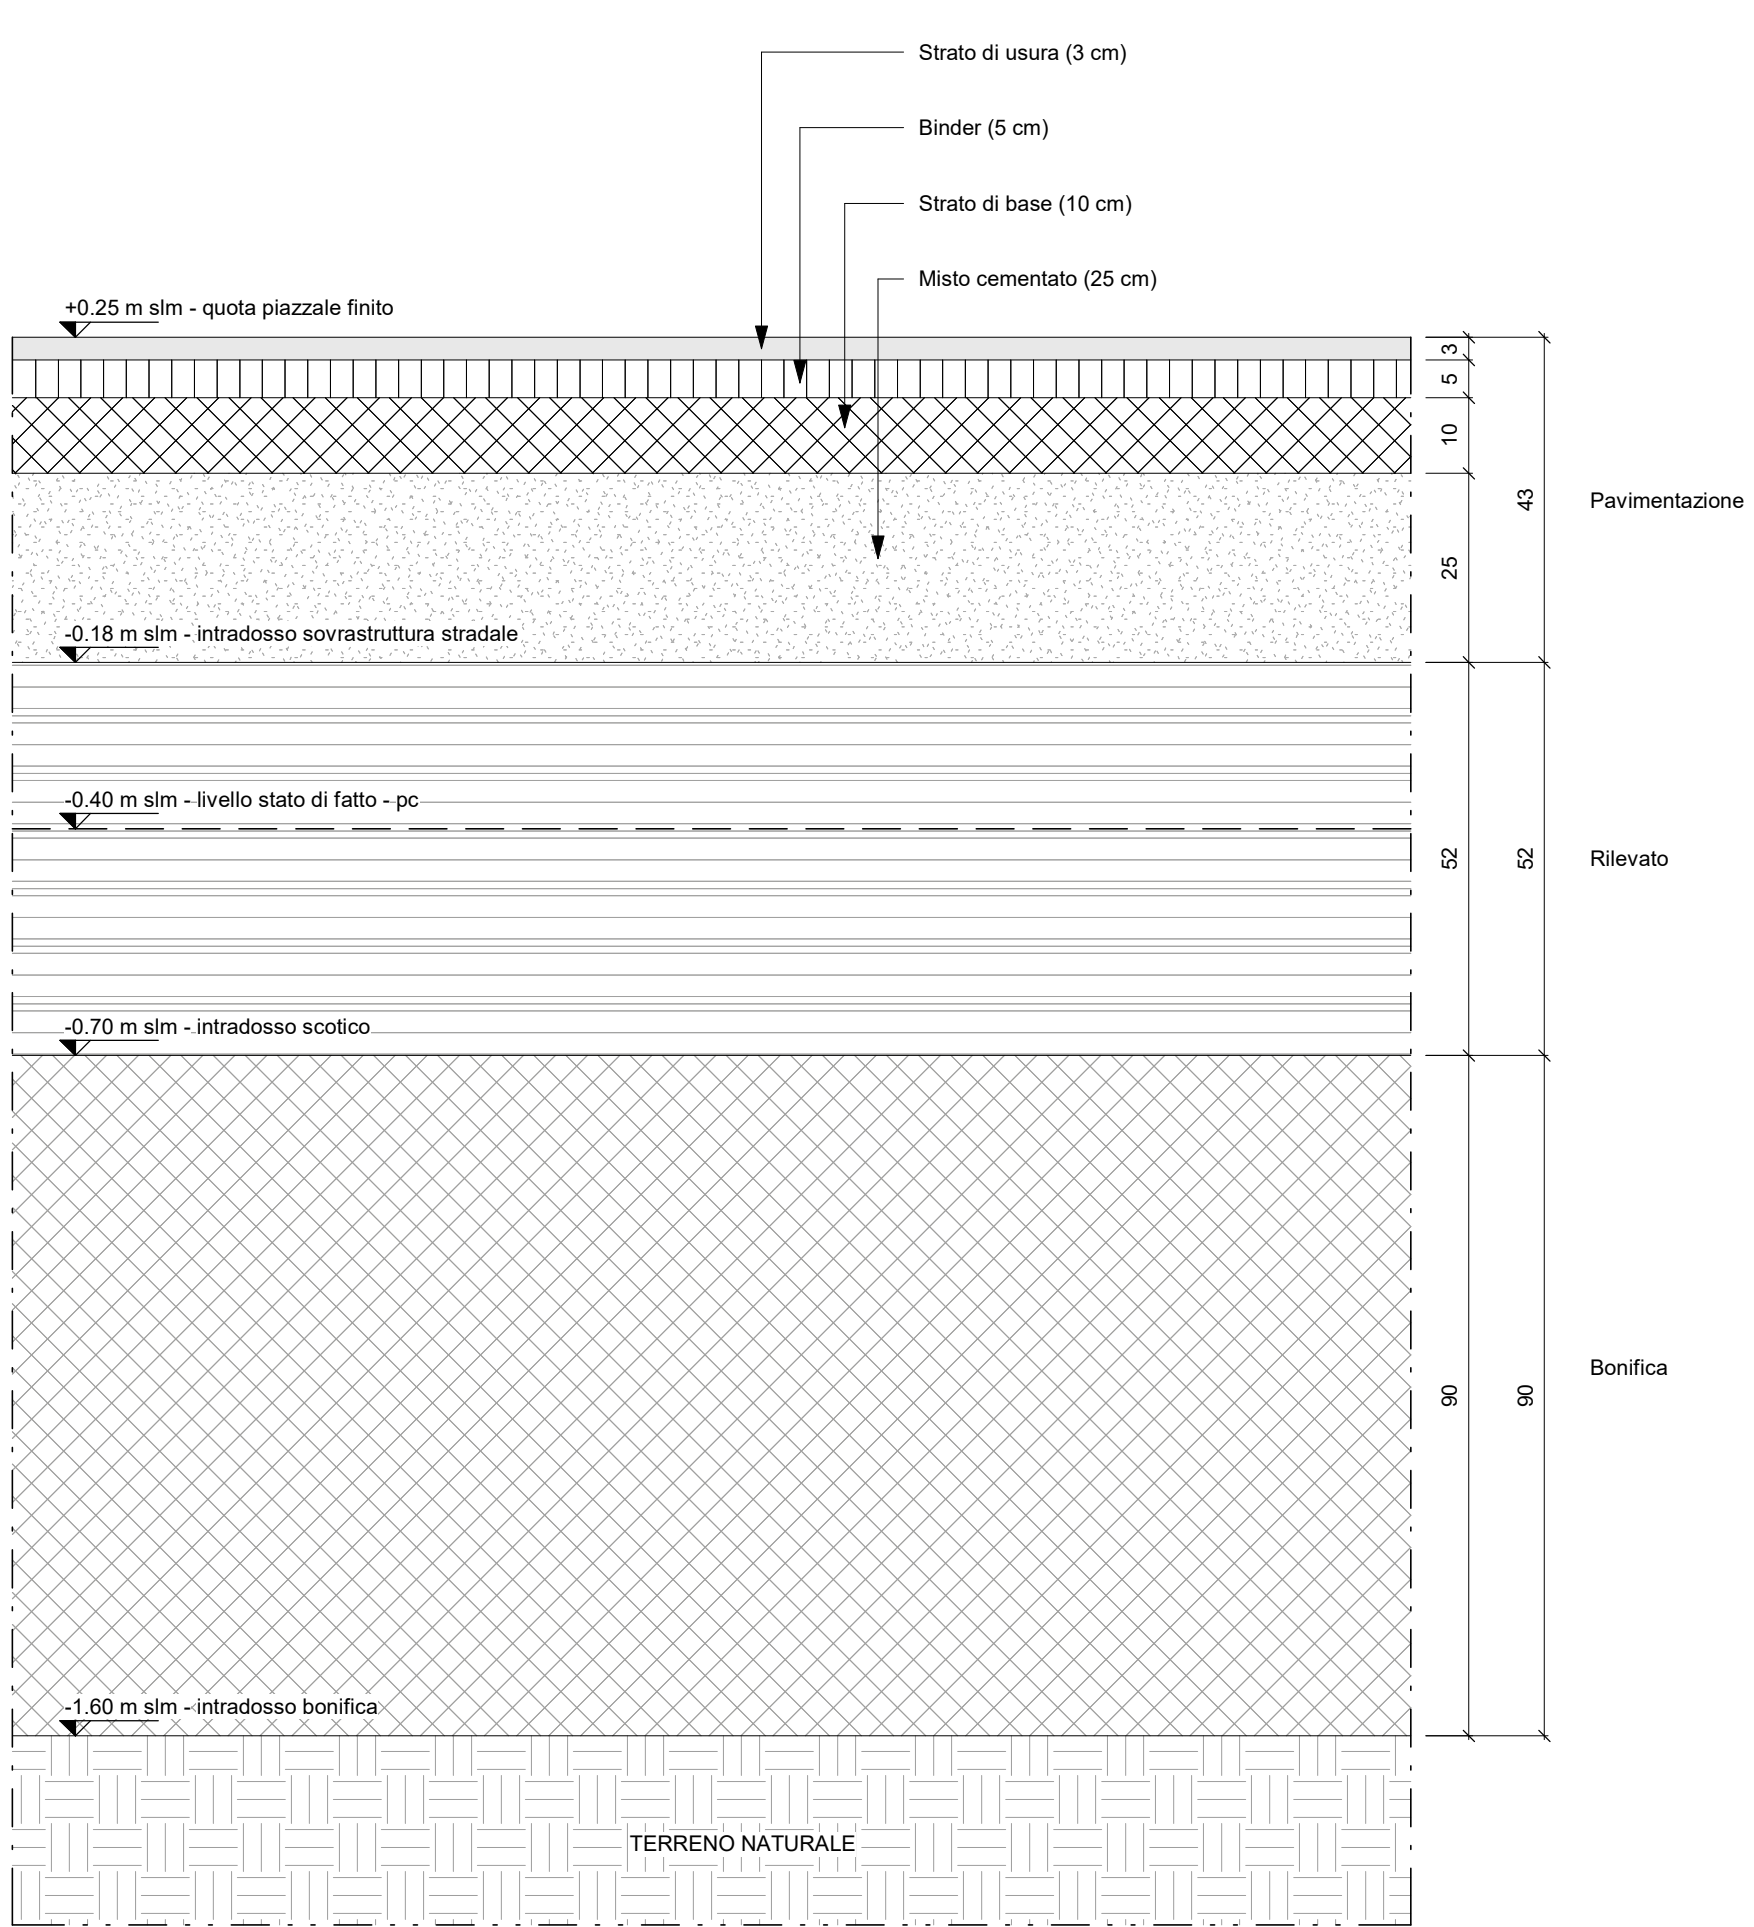 Strato di usura (3 cm)
Binder (5 cm)
Strato di base (10 cm)
Misto cementato (25 cm)
+0.25 m slm - quota piazzale finito
3
5
10
43
Pavimentazione
25
-0.18 m slm - intradosso sovrastruttura stradale
-0.40 m slm - livello stato di fatto - pc
52
52
Rilevato
-0.70 m slm - intradosso scotico
90
90
Bonifica
-1.60 m slm - intradosso bonifica
TERRENO NATURALE